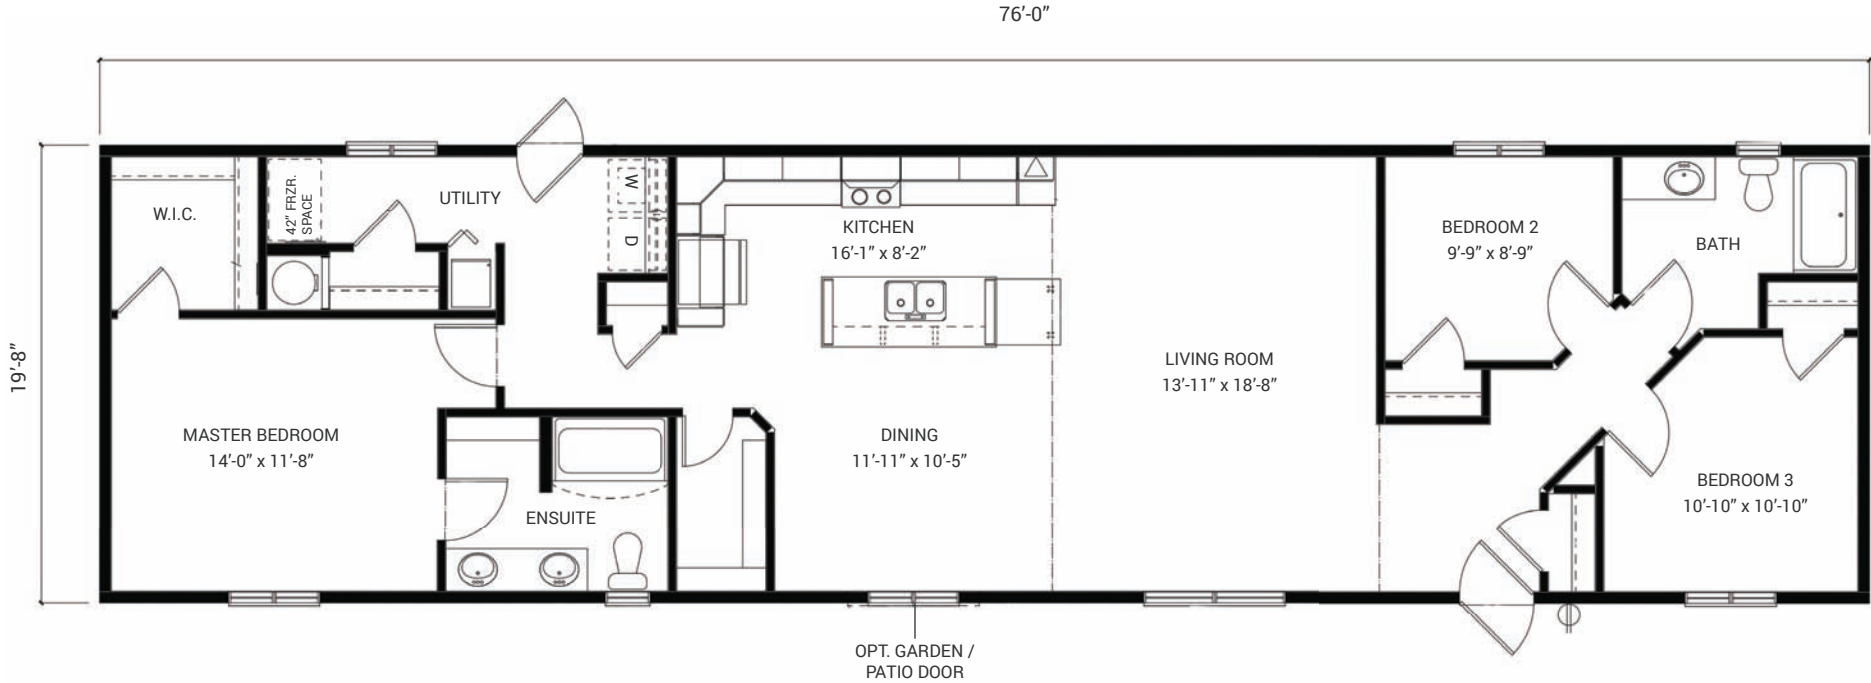 76’-0”
19’-8”
W.I.C.
42” FRZR.
SPACE
UTILITY
W
D
KITCHEN
16’-1” x 8’-2”
BEDROOM 2
9’-9” x 8’-9”
BATH
LIVING ROOM
13’-11” x 18’-8”
MASTER BEDROOM
14’-0” x 11’-8”
DINING
11’-11” x 10’-5”
ENSUITE
BEDROOM 3
10’-10” x 10’-10”
OPT. GARDEN /
PATIO DOOR